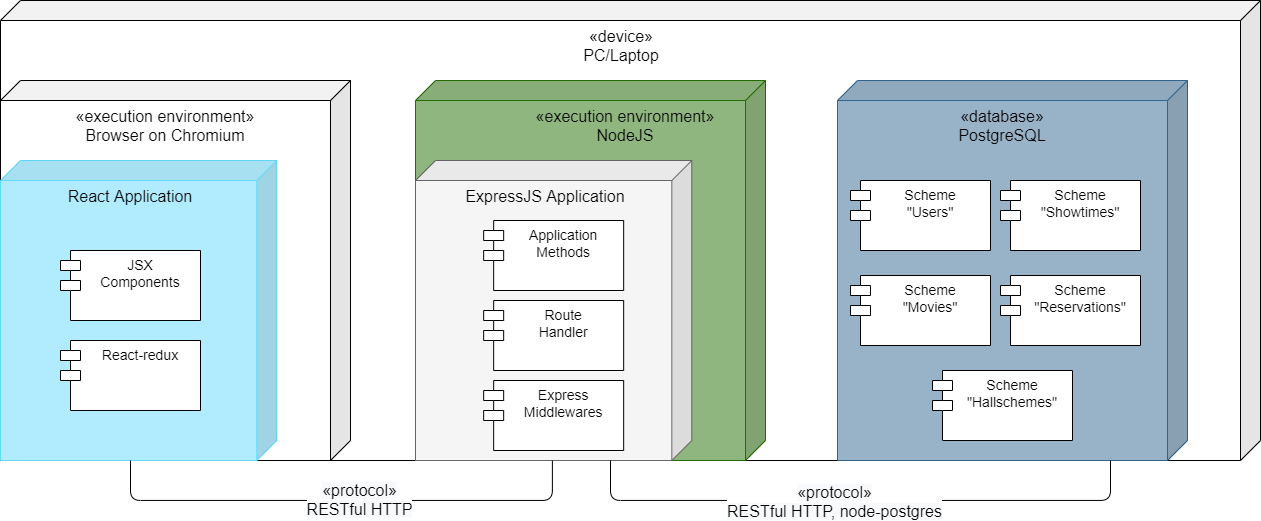 «device»
PC/Laptop
«execution environment»
Browser on Chromium
React Application
JSX
Components
React-redux
«execution environment»
NodeJS
ExpressJS Application
Application
Methods
Route
Handler
Express
Middlewares
«database»
PostgreSQL
Scheme
"Users"
Scheme
"Showtimes"
Scheme
"Movies"
Scheme
"Reservations"
Scheme
"Hallschemes"
«protocol»
RESTful HTTP
«protocol»
RESTful HTTP, node-postgres